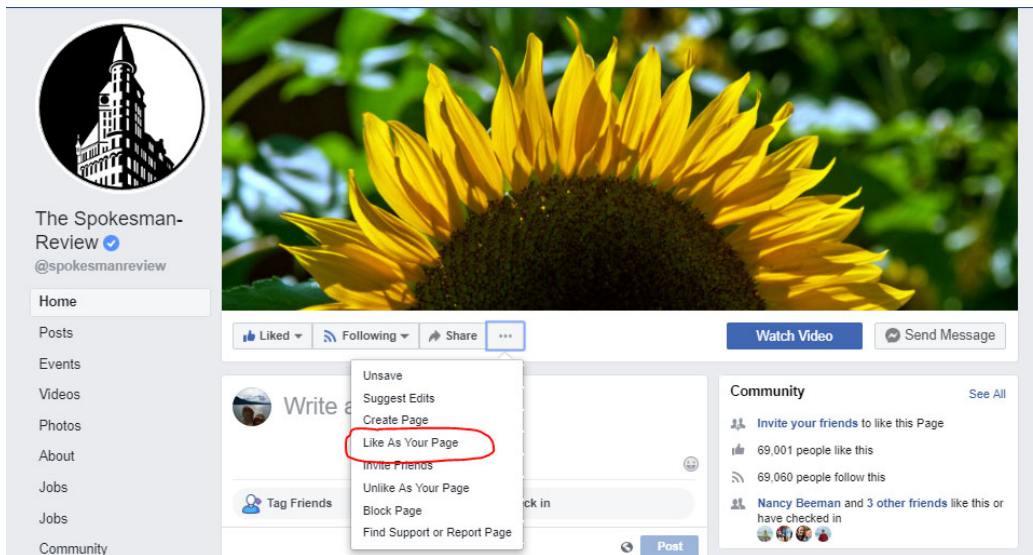 The Spokesman-
Review
@spokesmanreview
Home
Posts
Events
Videos
Photos
About
Jobs
Jobs
Community
Liked
Following
Share
...
Watch Video
Send Message
Write a
Unsave
Suggest Edits
Create Page
Like As Your Page
Invite Friends
Unlike As Your Page
Block Page
Find Support or Report Page
Tag Friends
ck in
Post
Community
See All
Invite your friends to like this Page
69,001 people like this
69,060 people follow this
Nancy Beeman and 3 other friends like this or
have checked in